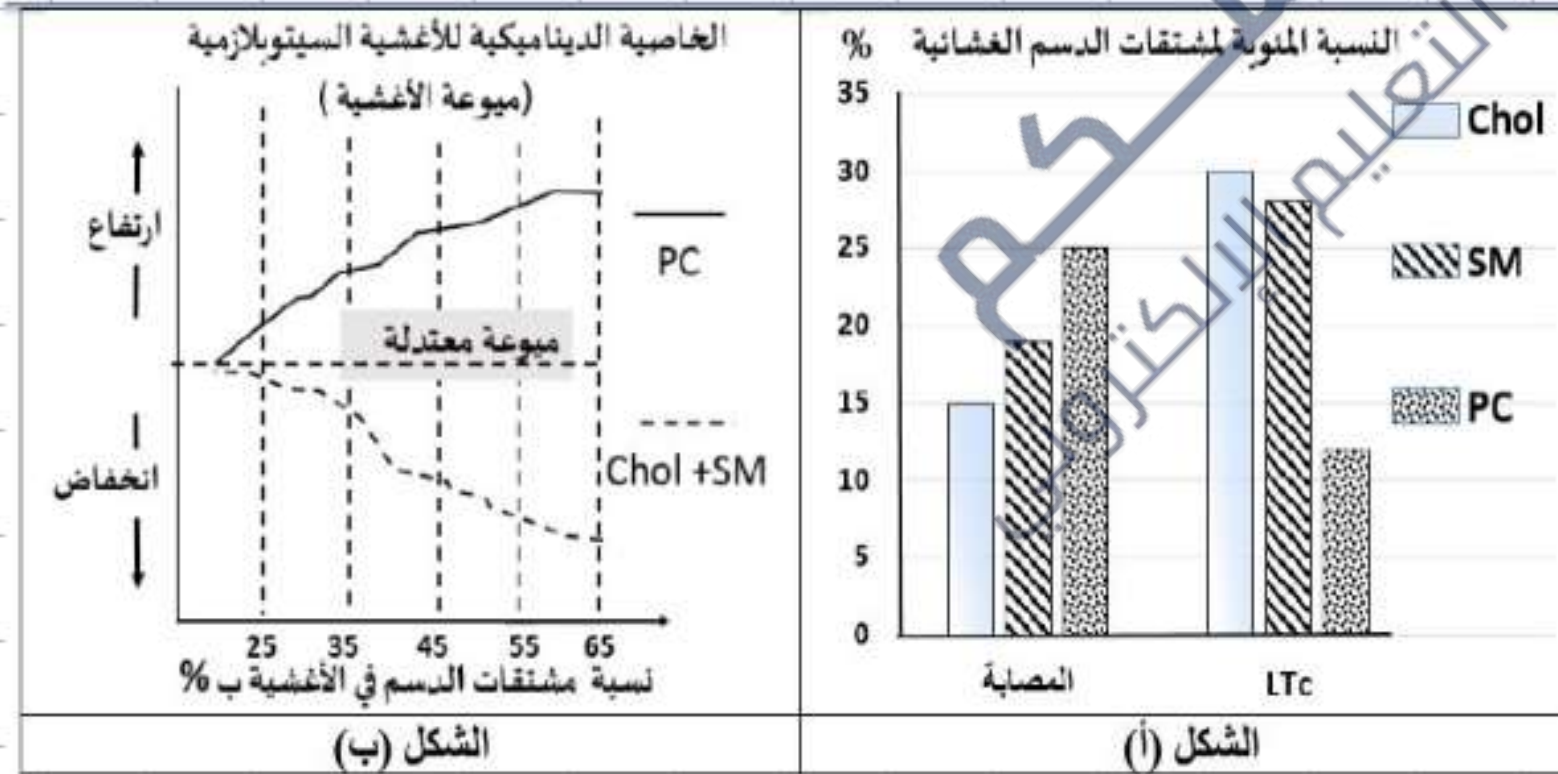 النسبة المئوية لمشتقات الدسم الغشائية %
35
30
25
20
15
10
5
0
Chol
SM
PC
المصابة
LTc
الشكل (أ)
الخاصية الديناميكية للأغشية السيتوبلازمية
(ميوعة الأغشية)
ارتفاع
انخفاض
ميوعة معتدلة
PC
Chol +SM
25 35 45 55 65
نسبة مشتقات الدسم في الأغشية ب %
الشكل (ب)
التعليم الإلكتروني